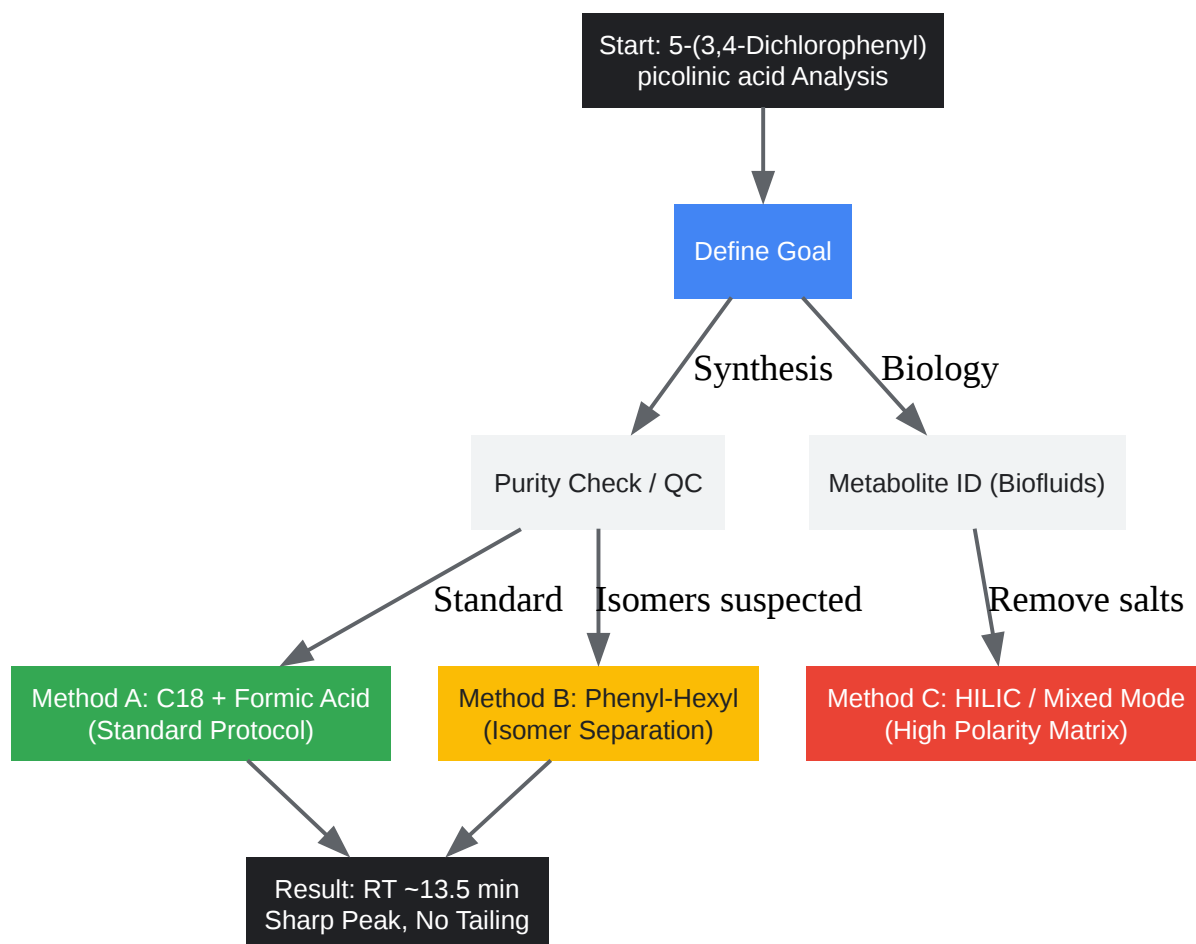 Start: 5-(3,4-Dichlorophenyl)
picolinic acid Analysis
Define Goal
Synthesis
Biology
Purity Check / QC
Metabolite ID (Biofluids)
Standard
Isomers suspected
Remove salts
Method A: C18 + Formic Acid
(Standard Protocol)
Method B: Phenyl-Hexyl
(Isomer Separation)
Method C: HILIC / Mixed Mode
(High Polarity Matrix)
Result: RT ~13.5 min
Sharp Peak, No Tailing